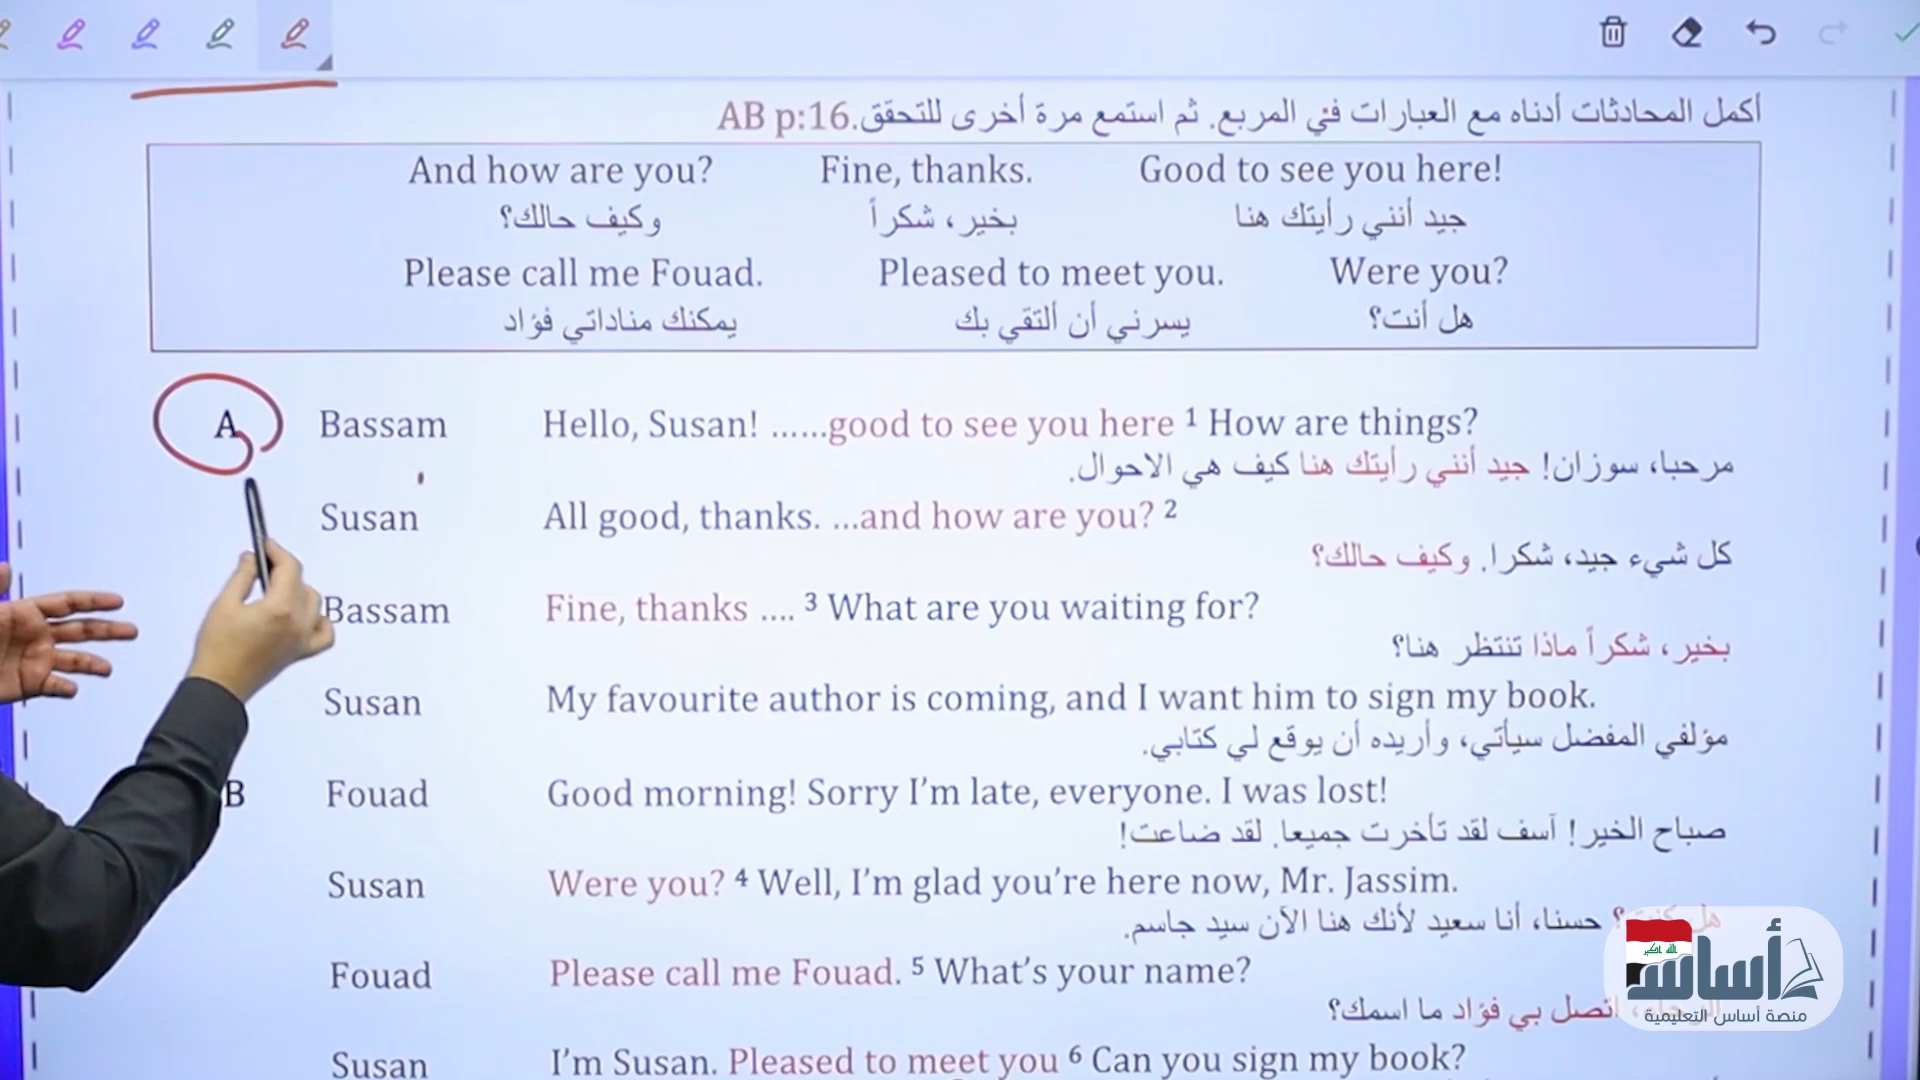 أكمل المحادثات أدناه مع العبارات في المربع. ثم استمع مرة أخرى للتحقق.AB p:16
And how are you? Fine, thanks. Good to see you here!
وكيف حالك؟ بخير، شكراً جيد أنني رأيتك هنا
Please call me Fouad. Pleased to meet you. Were you?
يمكنك مناداتي فؤاد يسرني أن ألتقي بك هل أنت؟
A Bassam Hello, Susan! ......good to see you here 1 How are things?
مرحبا، سوزان! جيد أنني رأيتك هنا كيف هي الاحوال.
Susan All good, thanks. ...and how are you? 2
كل شيء جيد، شكرا. وكيف حالك؟
Bassam Fine, thanks .... 3 What are you waiting for?
بخير، شكراً ماذا تنتظر هنا؟
Susan My favourite author is coming, and I want him to sign my book.
مؤلفي المفضل سيأتي، وأريده أن يوقع لي كتابي.
B Fouad Good morning! Sorry I'm late, everyone. I was lost!
صباح الخير! آسف لقد تأخرت جميعا. لقد ضاعت!
Susan Were you? 4 Well, I'm glad you're here now, Mr. Jassim.
هل كنت؟ حسنا، أنا سعيد لأنك هنا الآن سيد جاسم.
Fouad Please call me Fouad. 5 What's your name?
اتصل بي فؤاد ما اسمك؟
Susan I'm Susan. Pleased to meet you 6 Can you sign my book?
أساس
منصة أساس التعليمية